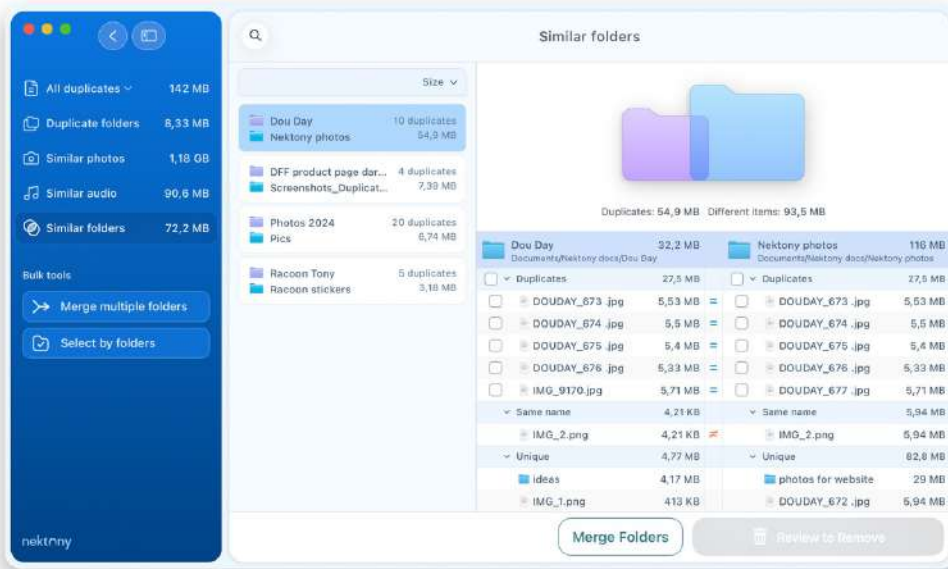 Similar folders
All duplicates 142 MB
Duplicate folders 8,33 MB
Similar photos 1,18 GB
Similar audio 90,6 MB
Similar folders 72,2 MB
Bulk tools
Merge multiple folders
Select by folders
nektony
Size
Dou Day 10 duplicates
Nektony photos 54,9 MB
DFF product page dar... 4 duplicates
Screenshots_Duplicat... 7,39 MB
Photos 2024 20 duplicates
Pics 6,74 MB
Racoon Tony 5 duplicates
Racoon stickers 3,18 MB
Duplicates: 54,9 MB Different items: 93,5 MB
Dou Day 32,2 MB Nektony photos 116 MB
Documents/Nektony docs/Dou Day Documents/Nektony docs/Nektony photos
Duplicates 27,5 MB Duplicates 27,5 MB
DOUDAY_673 .jpg 5,53 MB = DOUDAY_673 .jpg 5,53 MB
DOUDAY_674 .jpg 5,5 MB = DOUDAY_674 .jpg 5,5 MB
DOUDAY_675 .jpg 5,4 MB = DOUDAY_675 .jpg 5,4 MB
DOUDAY_676 .jpg 5,33 MB = DOUDAY_676 .jpg 5,33 MB
IMG_9170.jpg 5,71 MB = DOUDAY_677 .jpg 5,71 MB
Same name 4,21 KB Same name 5,94 MB
IMG_2.png 4,21 KB ≠ IMG_2.png 5,94 MB
Unique 4,77 MB Unique 82,8 MB
ideas 4,17 MB photos for website 29 MB
IMG_1.png 413 KB DOUDAY_672 .jpg 5,94 MB
Merge Folders Review to Remove